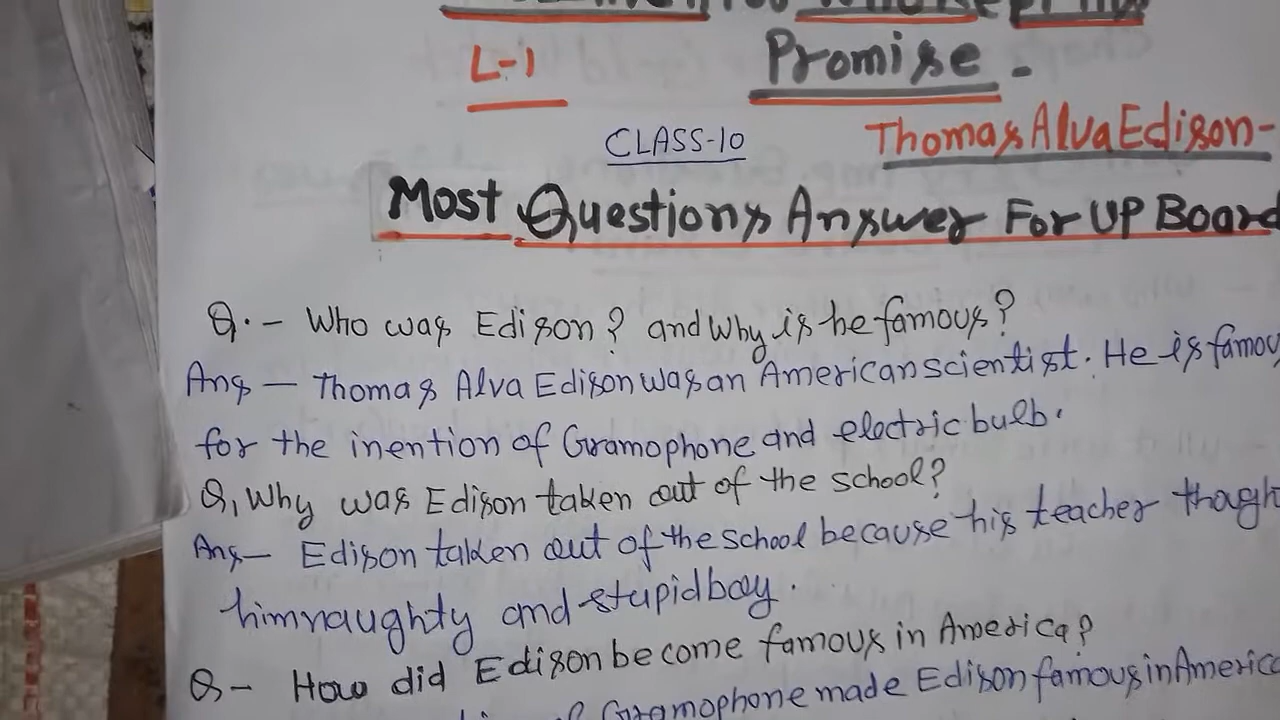 L-1
Promise.
CLASS-10
Thomas Alva Edison-
Most Questions Answer For UP Board
Q.- Who was Edison? and why is he famous?
Ans - Thomas Alva Edison was an American scientist. He is famou
for the inention of Gramophone and electric bulb.
Q, Why was Edison taken out of the school?
Ans- Edison taken out of the school because his teacher thaght
him naughty and stupid boy.
Q- How did Edison become famous in America?
Gramophone made Edison famous in America